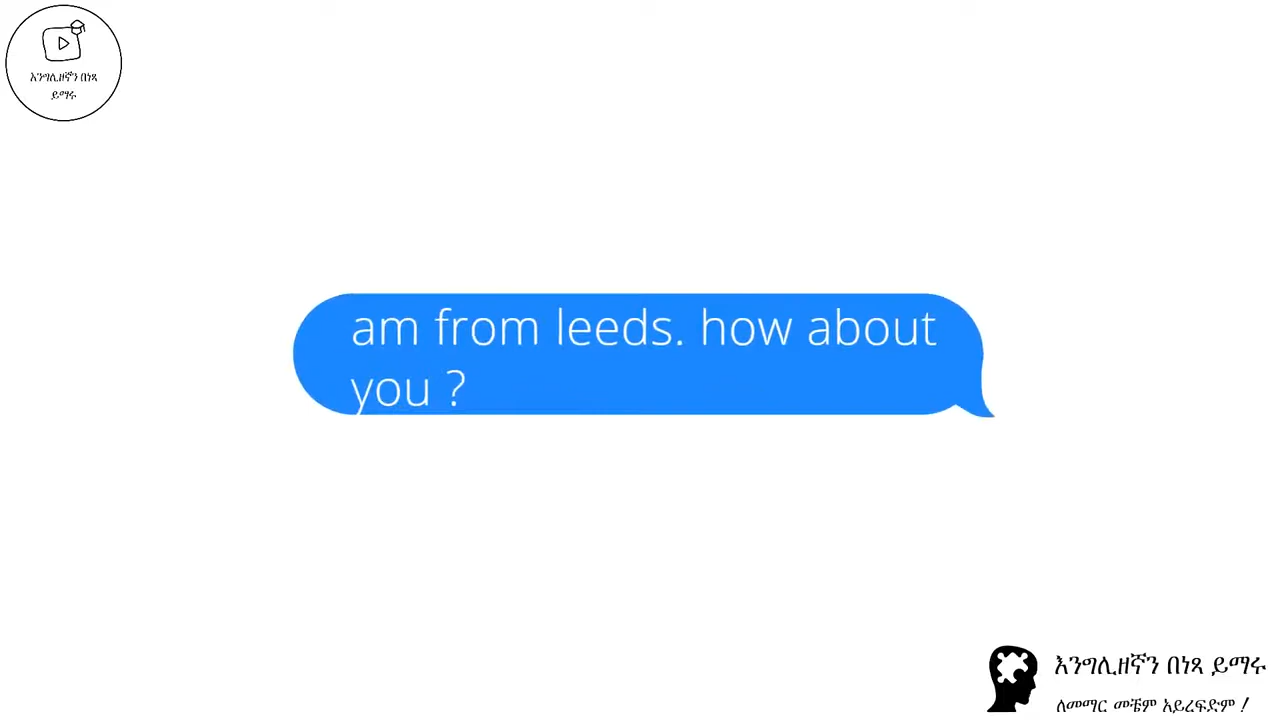 እንግሊዘኛን በነጻ
ይማሩ
am from leeds. how about
you ?
እንግሊዘኛን በነጻ ይማሩ
ለመማር መቼም አይረፍድም !